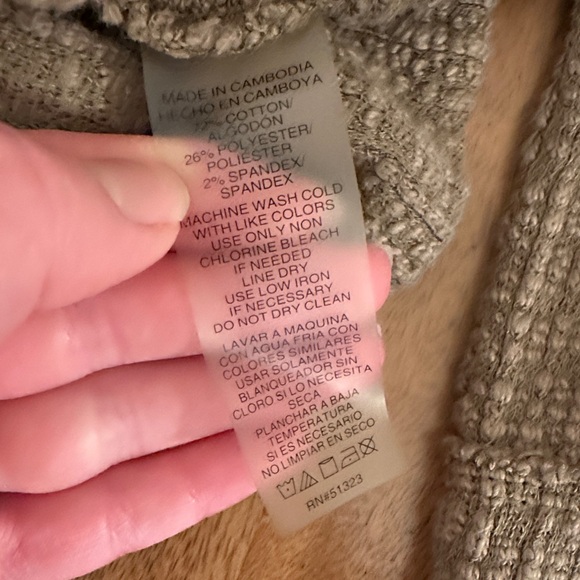 MADE IN CAMBODIA
HECHO EN CAMBOYA
COTTON/
ALGODÓN
26% POLYESTER/
POLIÉSTER
2% SPANDEX/
SPANDEX
MACHINE WASH COLD
WITH LIKE COLORS
USE ONLY NON
CHLORINE BLEACH
IF NEEDED
LINE DRY
USE LOW IRON
IF NECESSARY
DO NOT DRY CLEAN
LAVAR A MAQUINA
CON AGUA FRIA CON
COLORES SIMILARES
USAR SOLAMENTE
BLANQUEADOR SIN
CLORO SI LO NECESITA
SECA
PLANCHAR A BAJA
TEMPERATURA
SI ES NECESARIO
NO LIMPIAR EN SECO
RN#51323